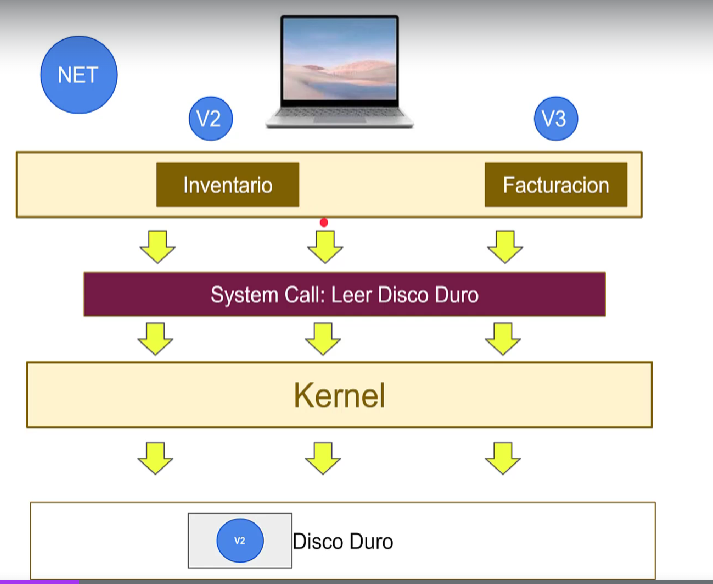 NET
V2
V3
Inventario
Facturacion
System Call: Leer Disco Duro
Kernel
V2
Disco Duro